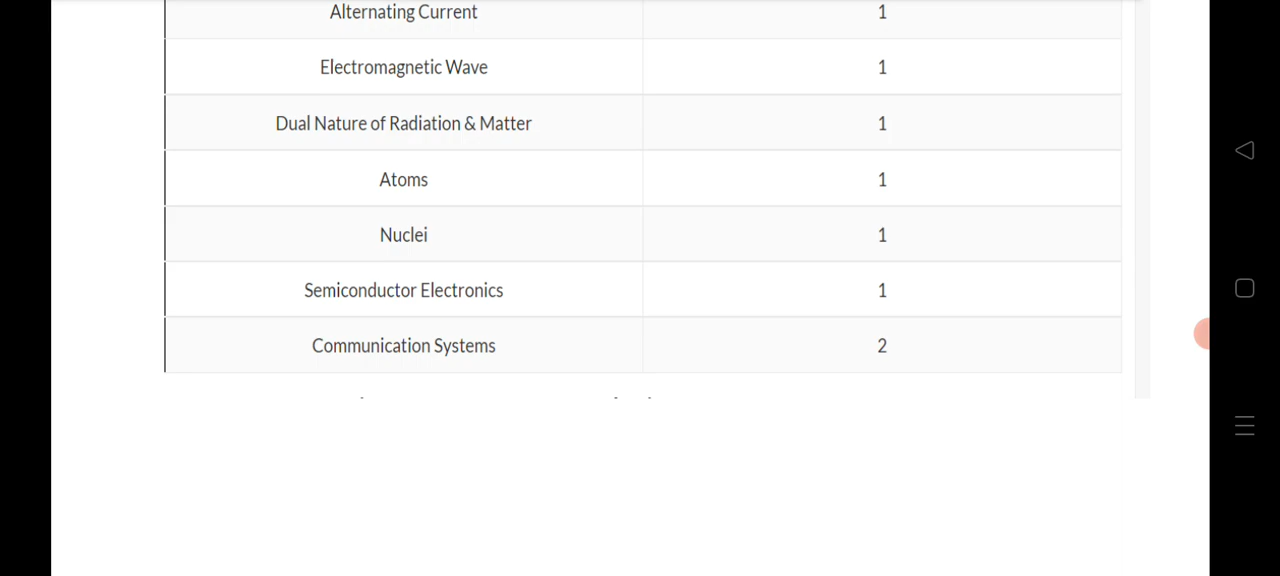 Alternating Current 1
Electromagnetic Wave 1
Dual Nature of Radiation & Matter 1
Atoms 1
Nuclei 1
Semiconductor Electronics 1
Communication Systems 2